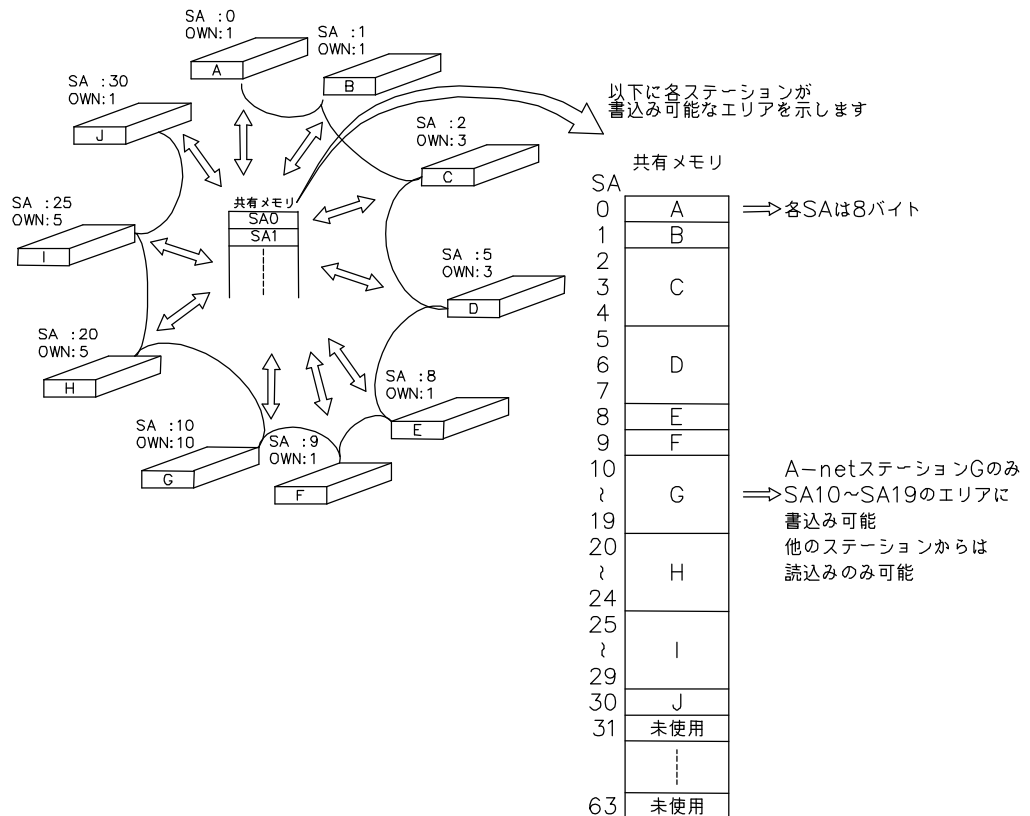 SA :0
OWN:1
A
SA :1
OWN:1
B
SA :30
OWN:1
J
SA :2
OWN:3
C
SA :25
OWN:5
I
SA :5
OWN:3
D
SA :20
OWN:5
H
SA :8
OWN:1
E
SA :10
OWN:10
G
SA :9
OWN:1
F
共有メモリ
SA0
SA1
以下に各ステーションが
書込み可能なエリアを示します
共有メモリ
SA
0 A ⇒各SAは8バイト
1 B
2
3 C
4
5
6 D
7
8 E
9 F
10
~ G
19
20
~ H
24
25
~ I
29
30 J
31 未使用
63 未使用
A-netステーションGのみ
⇒SA10~SA19のエリアに
書込み可能
他のステーションからは
読込みのみ可能